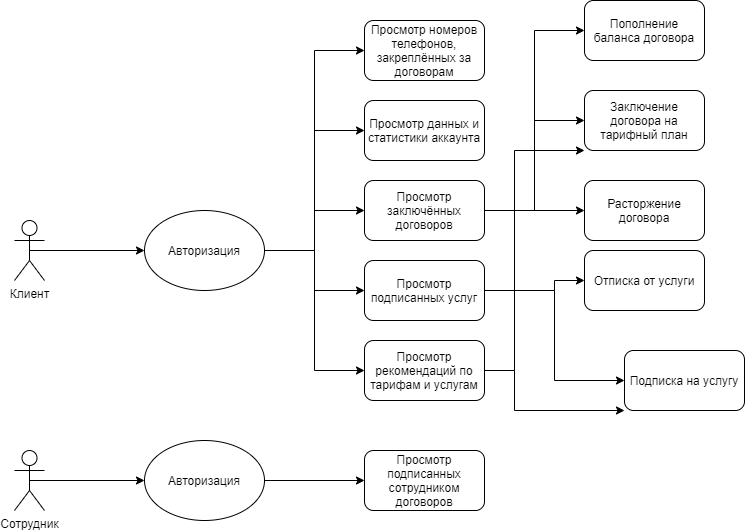 Просмотр номеров
телефонов,
закреплённых за
договорам
Просмотр данных и
статистики аккаунта
Просмотр
заключённых
договоров
Просмотр
подписанных услуг
Просмотр
рекомендаций по
тарифам и услугам
Пополнение
баланса договора
Заключение
договора на
тарифный план
Расторжение
договора
Отписка от услуги
Подписка на услугу
Авторизация
Клиент
Авторизация
Сотрудник
Просмотр
подписанных
сотрудником
договоров